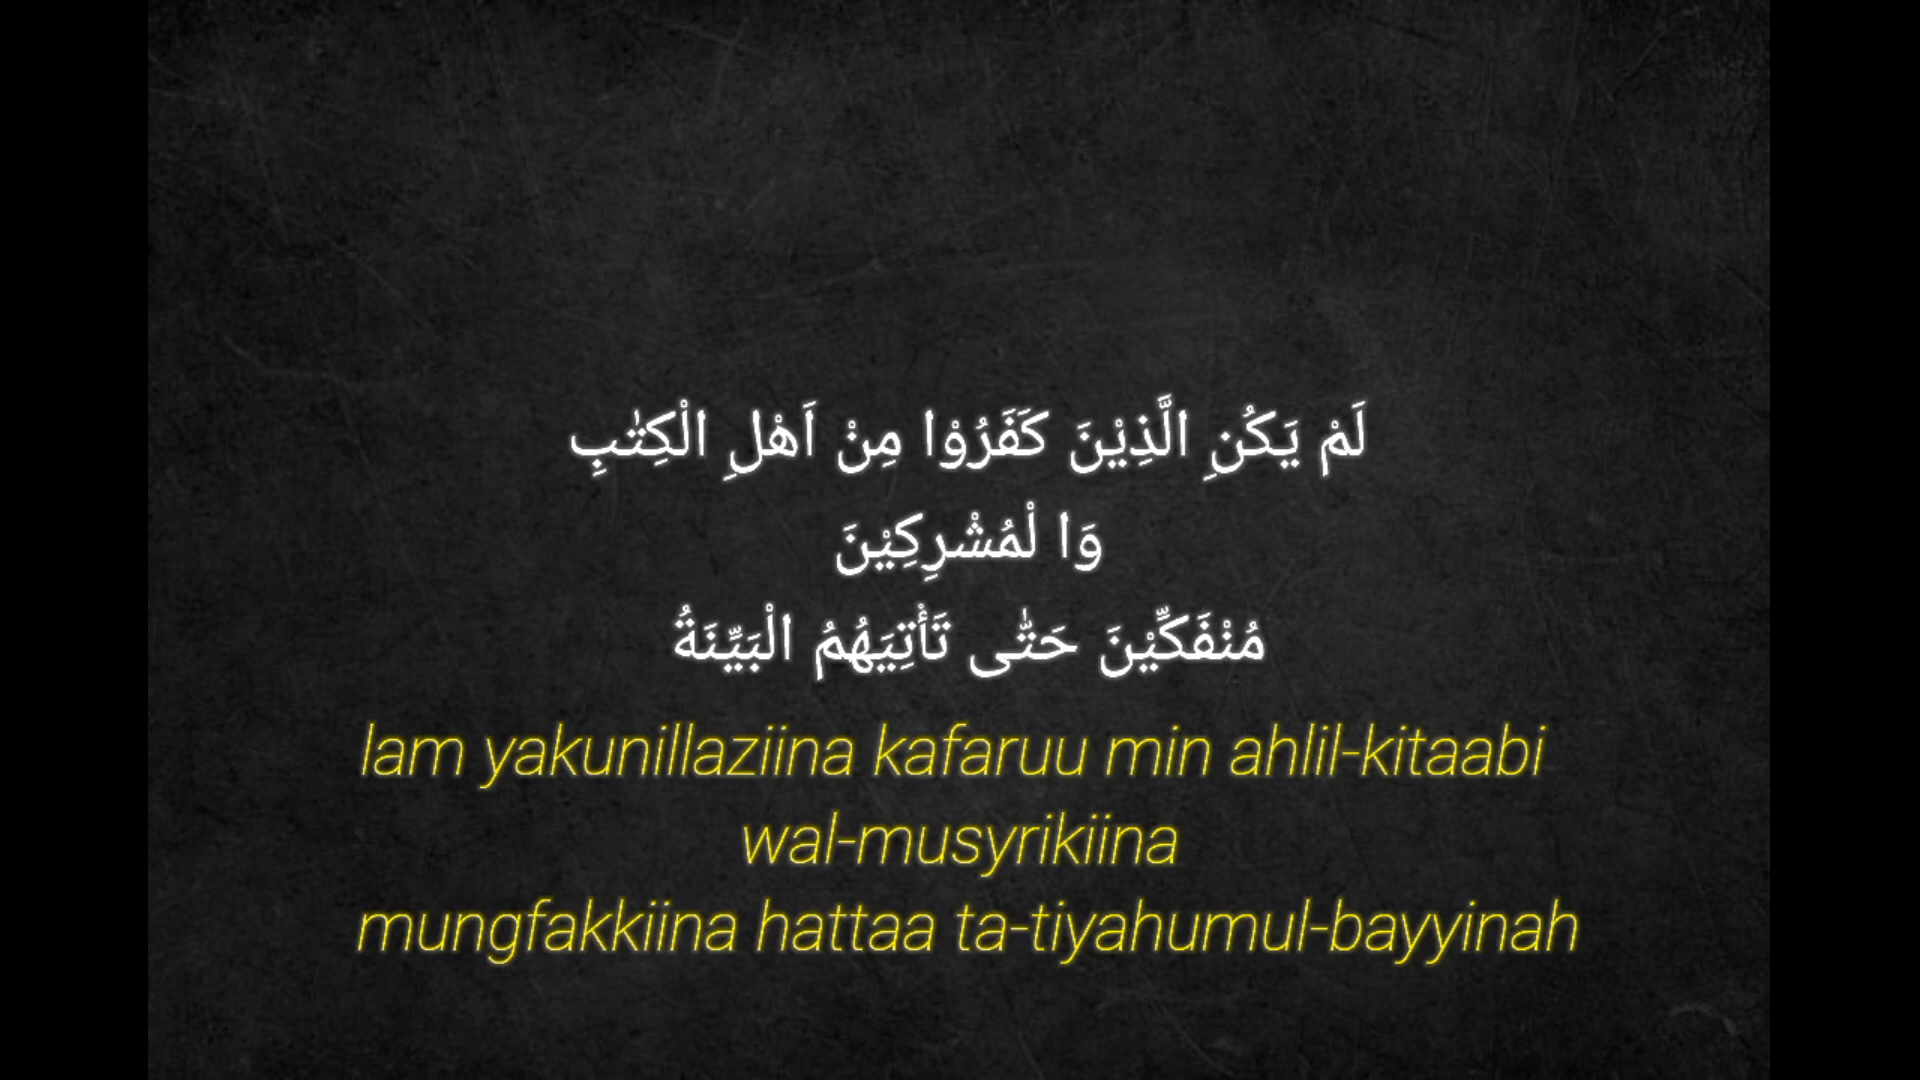 لَمْ يَكُنِ الَّذِيْنَ كَفَرُوْا مِنْ اَهْلِ الْكِتٰبِ
وَا لْمُشْرِكِيْنَ
مُنْفَكِّيْنَ حَتّٰى تَأْتِيَهُمُ الْبَيِّنَةُ
lam yakunillaziina kafaruu min ahlil-kitaabi
wal-musyrikiina
mungfakkiina hattaa ta-tiyahumul-bayyinah